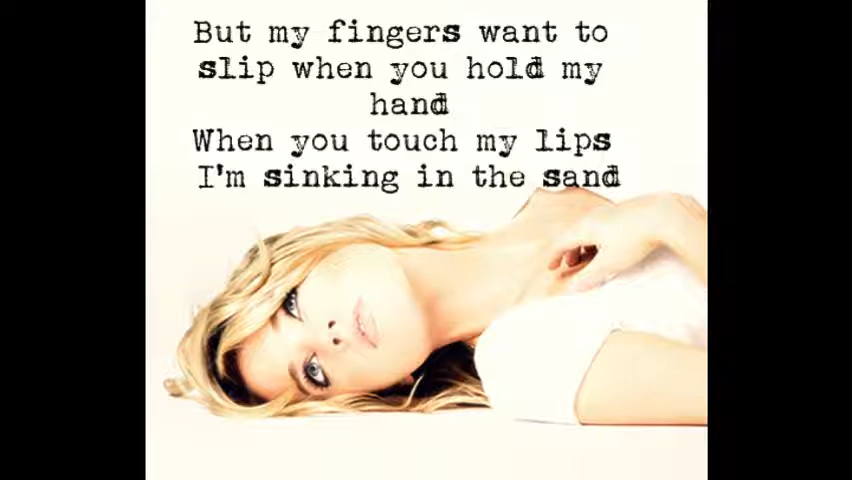 But my fingers want to
slip when you hold my
hand
When you touch my lips
I'm sinking in the sand